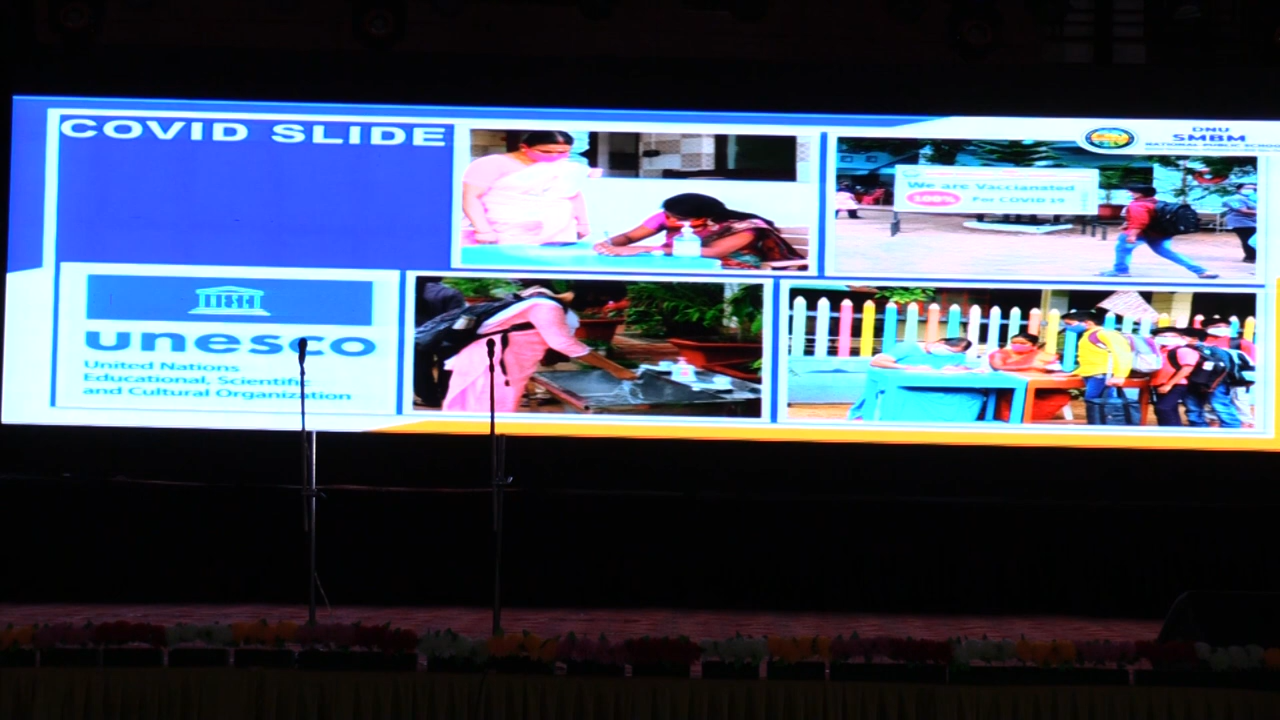 COVID SLIDE
DNU
SMBM
NATIONAL PUBLIC SCHOOL
We are Vaccianated
100% For COVID 19
unesco
United Nations
Educational, Scientific
and Cultural Organization